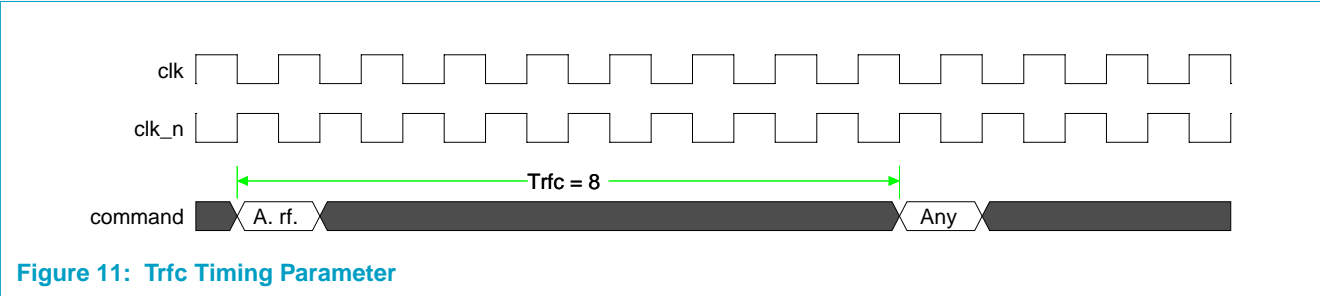 clk
clk_n
Trfc = 8
command
A. rf.
Any
Figure 11: Trfc Timing Parameter